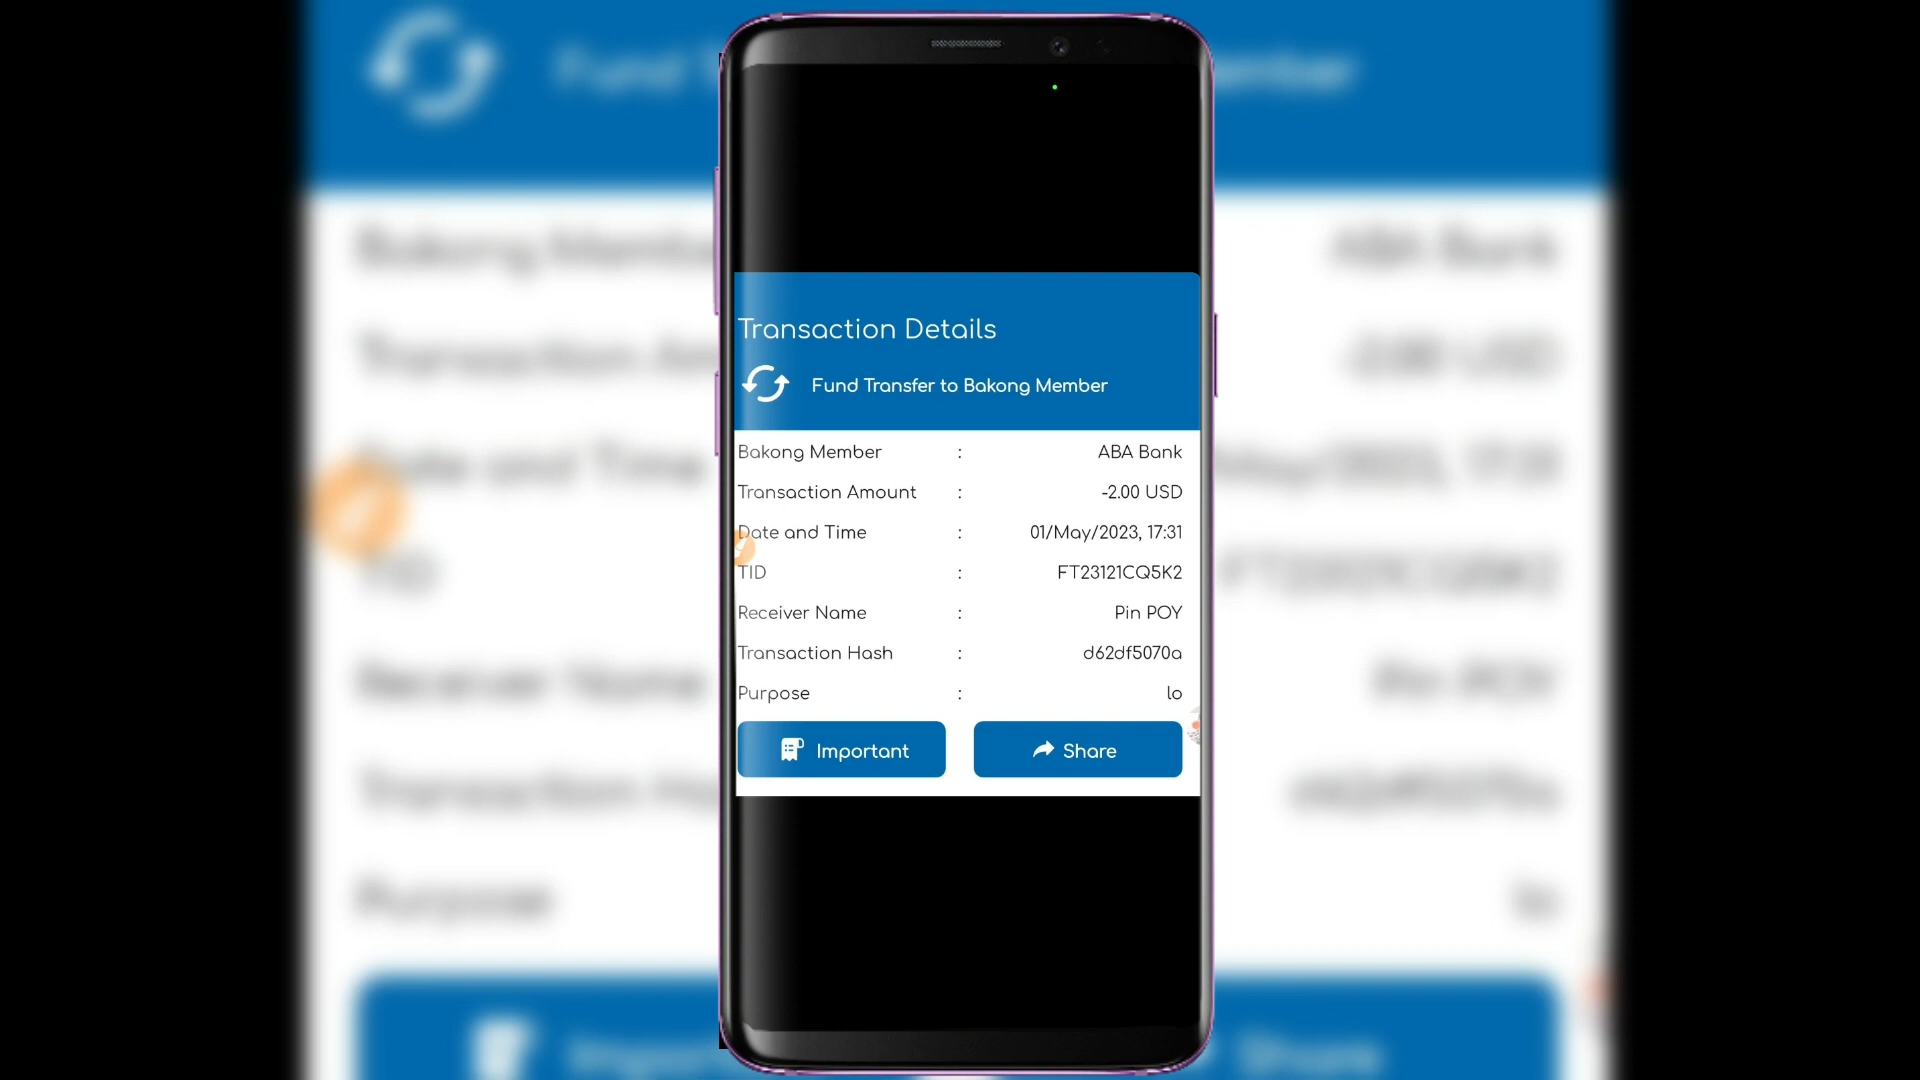 Transaction Details
Fund Transfer to Bakong Member
Bakong Member : ABA Bank
Transaction Amount : -2.00 USD
Date and Time : 01/May/2023, 17:31
TID : FT23121CQ5K2
Receiver Name : Pin POY
Transaction Hash : d62df5070a
Purpose : lo
Important Share